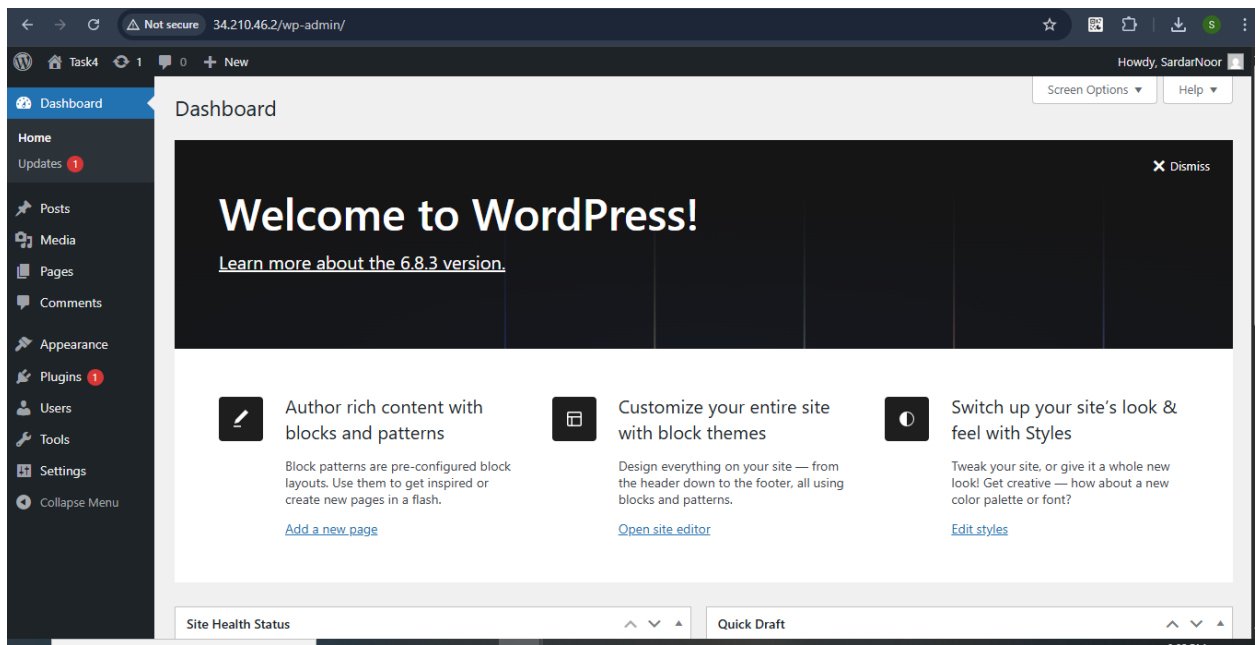 Not secure 34.210.46.2/wp-admin/
S
Task4 1 0 + New
Howdy, SardarNoor
Dashboard
Home
Updates 1
Posts
Media
Pages
Comments
Appearance
Plugins 1
Users
Tools
Settings
Collapse Menu
Screen Options ▼
Help ▼
Dashboard
Dismiss
Welcome to WordPress!
Learn more about the 6.8.3 version.
Author rich content with
blocks and patterns
Block patterns are pre-configured block
layouts. Use them to get inspired or
create new pages in a flash.
Add a new page
Customize your entire site
with block themes
Design everything on your site — from
the header down to the footer, all using
blocks and patterns.
Open site editor
Switch up your site's look &
feel with Styles
Tweak your site, or give it a whole new
look! Get creative — how about a new
color palette or font?
Edit styles
Site Health Status
Quick Draft